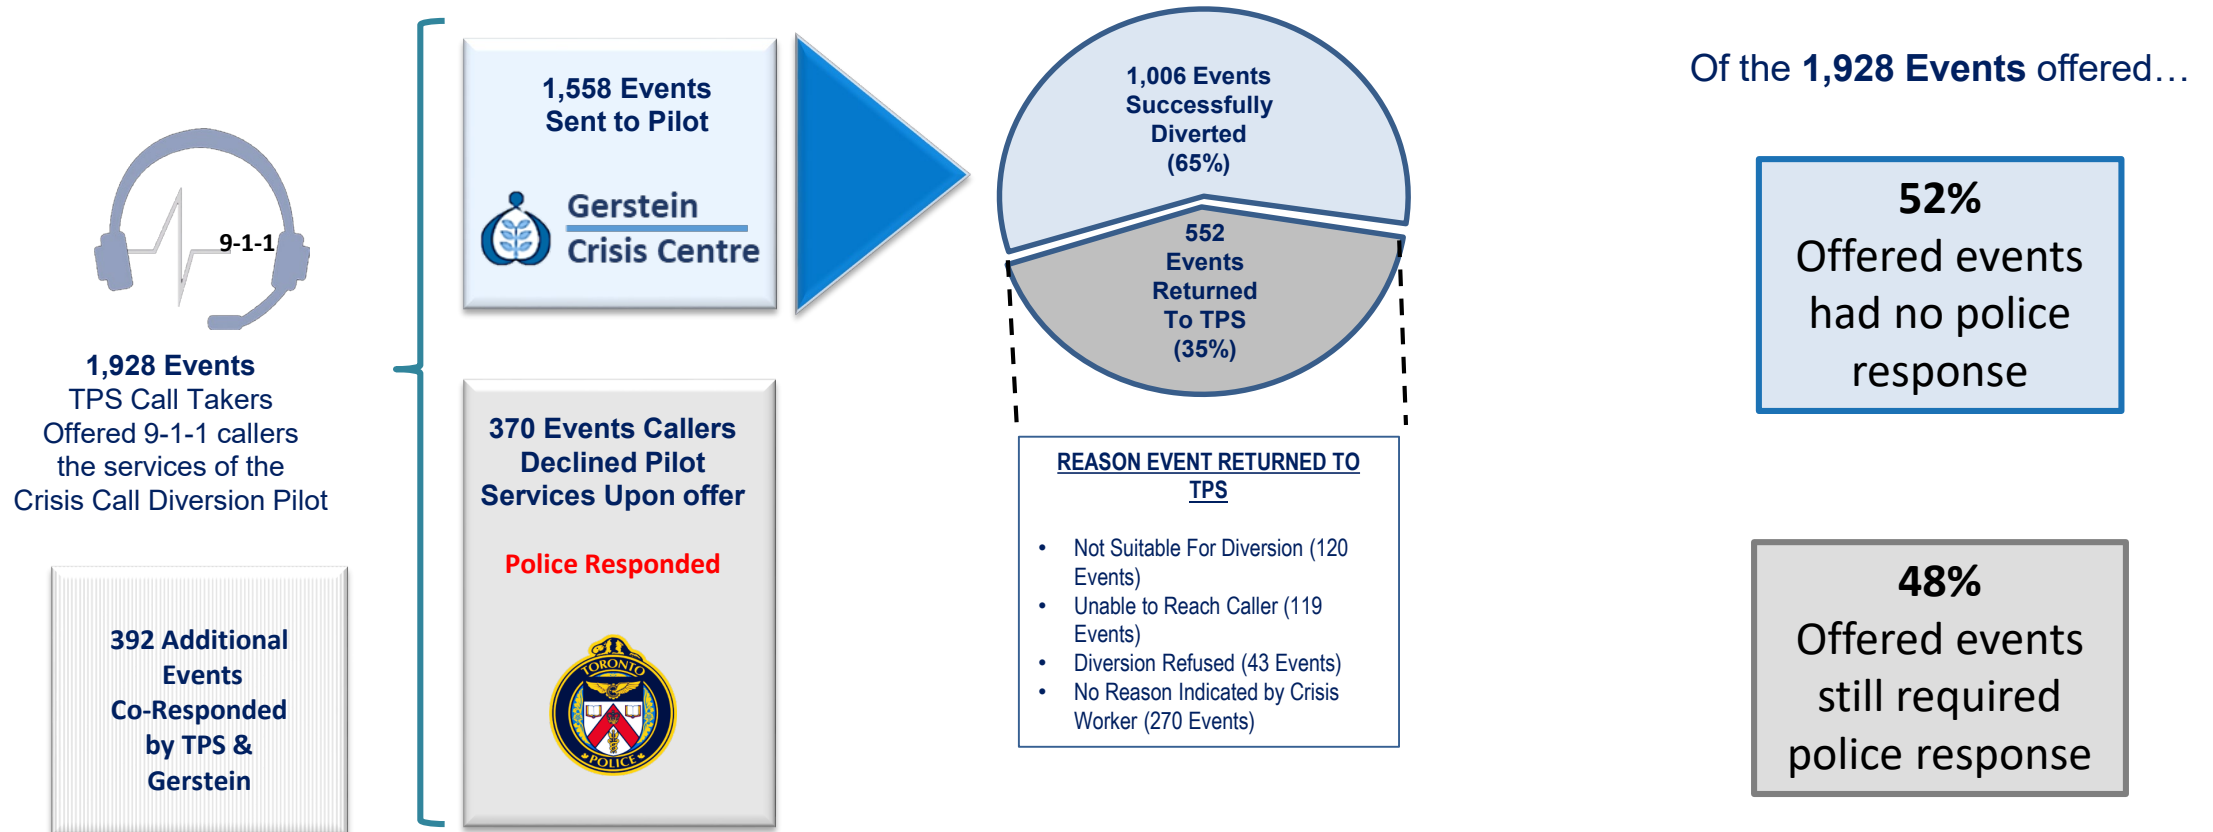 9-1-1
1,928 Events
TPS Call Takers
Offered 9-1-1 callers
the services of the
Crisis Call Diversion Pilot
392 Additional
Events
Co-Responded
by TPS &
Gerstein
1,558 Events
Sent to Pilot
Gerstein
Crisis Centre
370 Events Callers
Declined Pilot
Services Upon offer
Police Responded
TORONTO
POLICE
1,006 Events
Successfully
Diverted
(65%)
552
Events
Returned
To TPS
(35%)
REASON EVENT RETURNED TO
TPS
• Not Suitable For Diversion (120
Events)
• Unable to Reach Caller (119
Events)
• Diversion Refused (43 Events)
• No Reason Indicated by Crisis
Worker (270 Events)
Of the 1,928 Events offered…
52%
Offered events
had no police
response
48%
Offered events
still required
police response